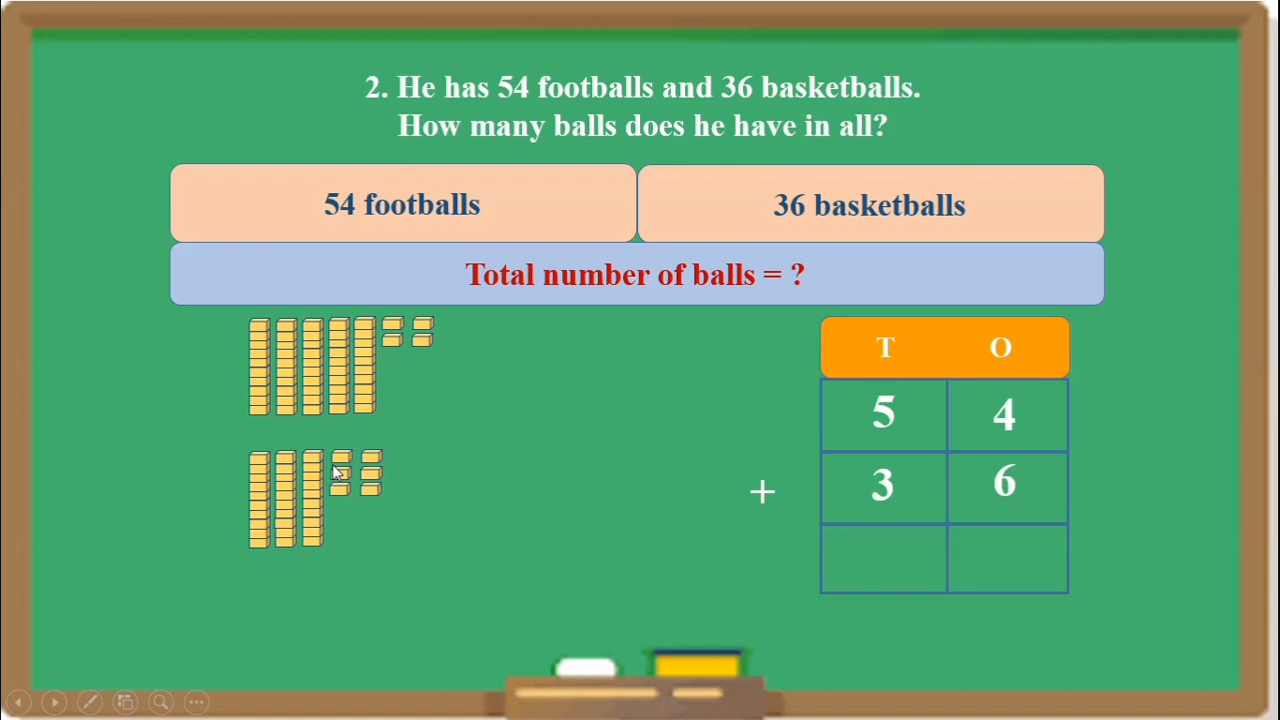 2. He has 54 footballs and 36 basketballs.
How many balls does he have in all?
54 footballs
36 basketballs
Total number of balls = ?
T O
5 4
+ 3 6